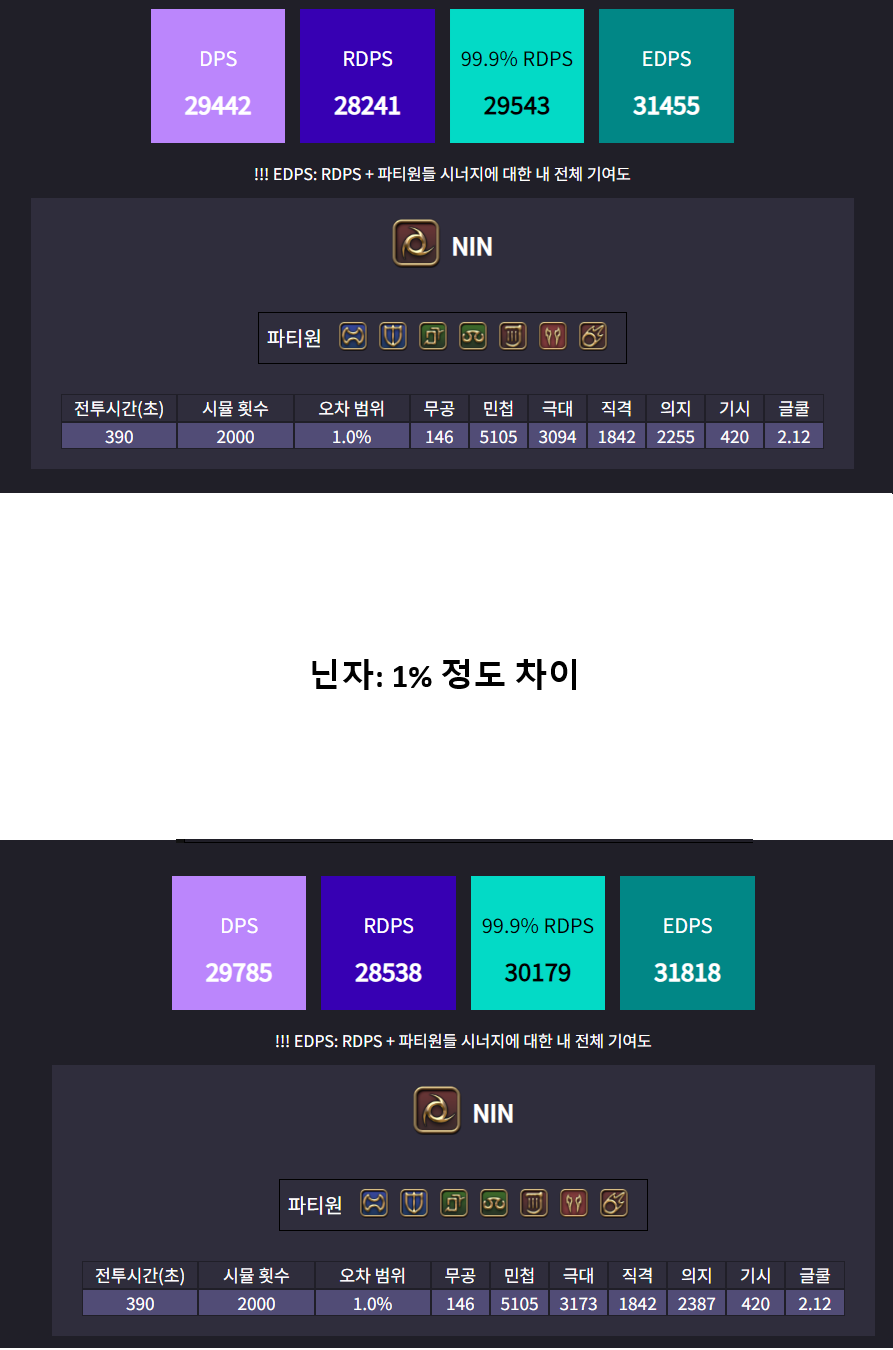 DPS RDPS 99.9% RDPS EDPS
29442 28241 29543 31455
!!! EDPS: RDPS + 파티원들 시너지에 대한 내 전체 기여도
NIN
파티원
전투시간(초) 시뮬 횟수 오차 범위 무공 민첩 극대 직격 의지 기시 글쿨
390 2000 1.0% 146 5105 3094 1842 2255 420 2.12
닌자: 1% 정도 차이
DPS RDPS 99.9% RDPS EDPS
29785 28538 30179 31818
!!! EDPS: RDPS + 파티원들 시너지에 대한 내 전체 기여도
NIN
파티원
전투시간(초) 시뮬 횟수 오차 범위 무공 민첩 극대 직격 의지 기시 글쿨
390 2000 1.0% 146 5105 3173 1842 2387 420 2.12